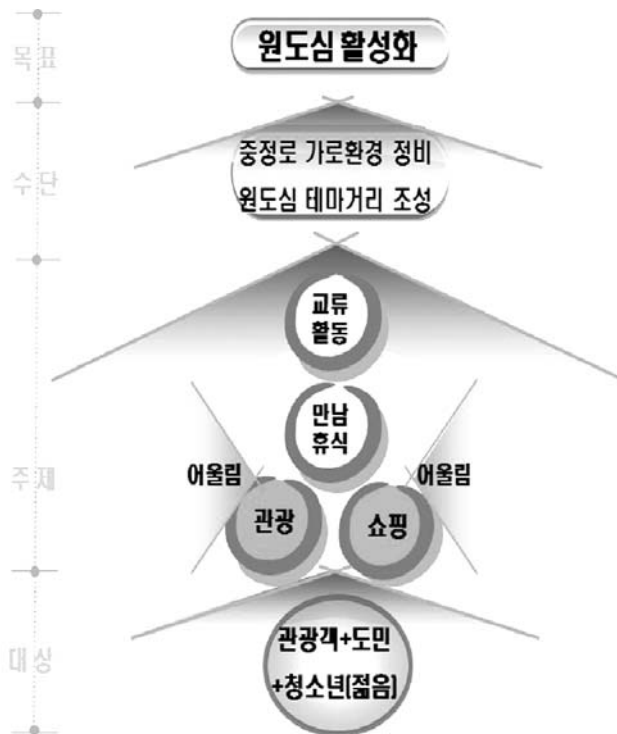 목표
원도심 활성화
수단
중정로 가로환경 정비
원도심 테마거리 조성
교류
활동
만남
휴식
주제
어울림
어울림
관광
쇼핑
대상
관광객+도민
+청소년(젊음)